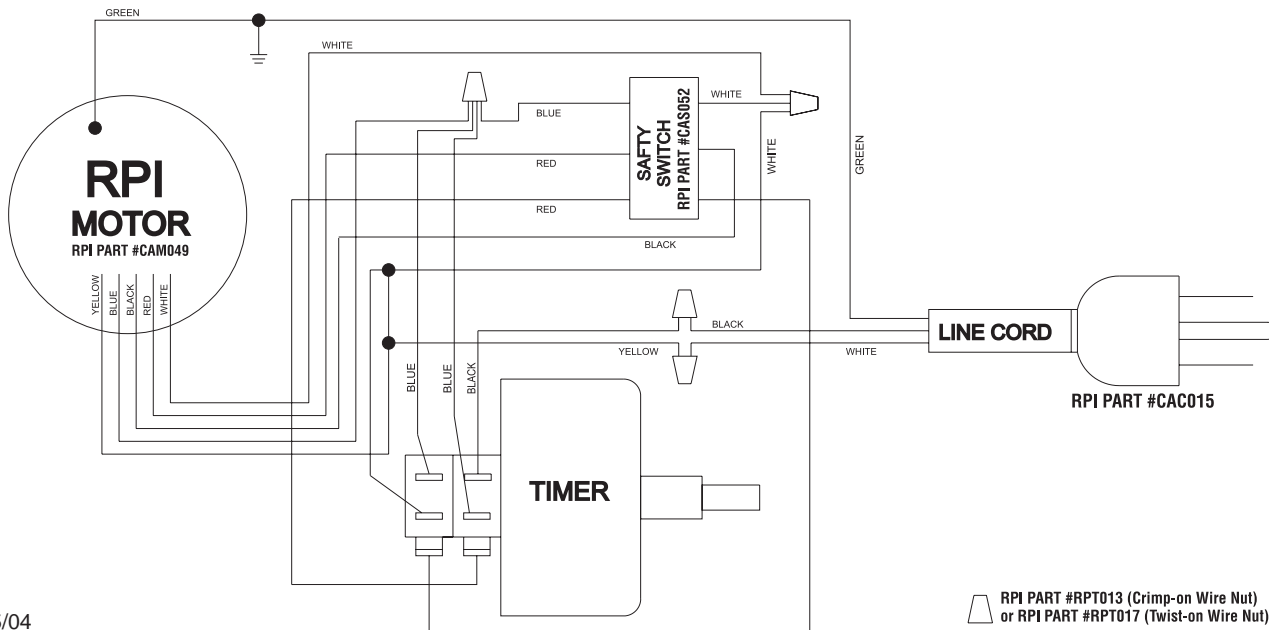 GREEN
WHITE
BLUE
WHITE
SAFTY
SWITCH
RPI PART #CAS052
RED
RED
BLACK
WHITE
GREEN
RPI
MOTOR
RPI PART #CAM049
YELLOW
BLUE
BLACK
RED
WHITE
BLACK
YELLOW
WHITE
LINE CORD
RPI PART #CAC015
BLUE
BLUE
BLACK
TIMER
RPI PART #RPT013 (Crimp-on Wire Nut)
or RPI PART #RPT017 (Twist-on Wire Nut)
/04